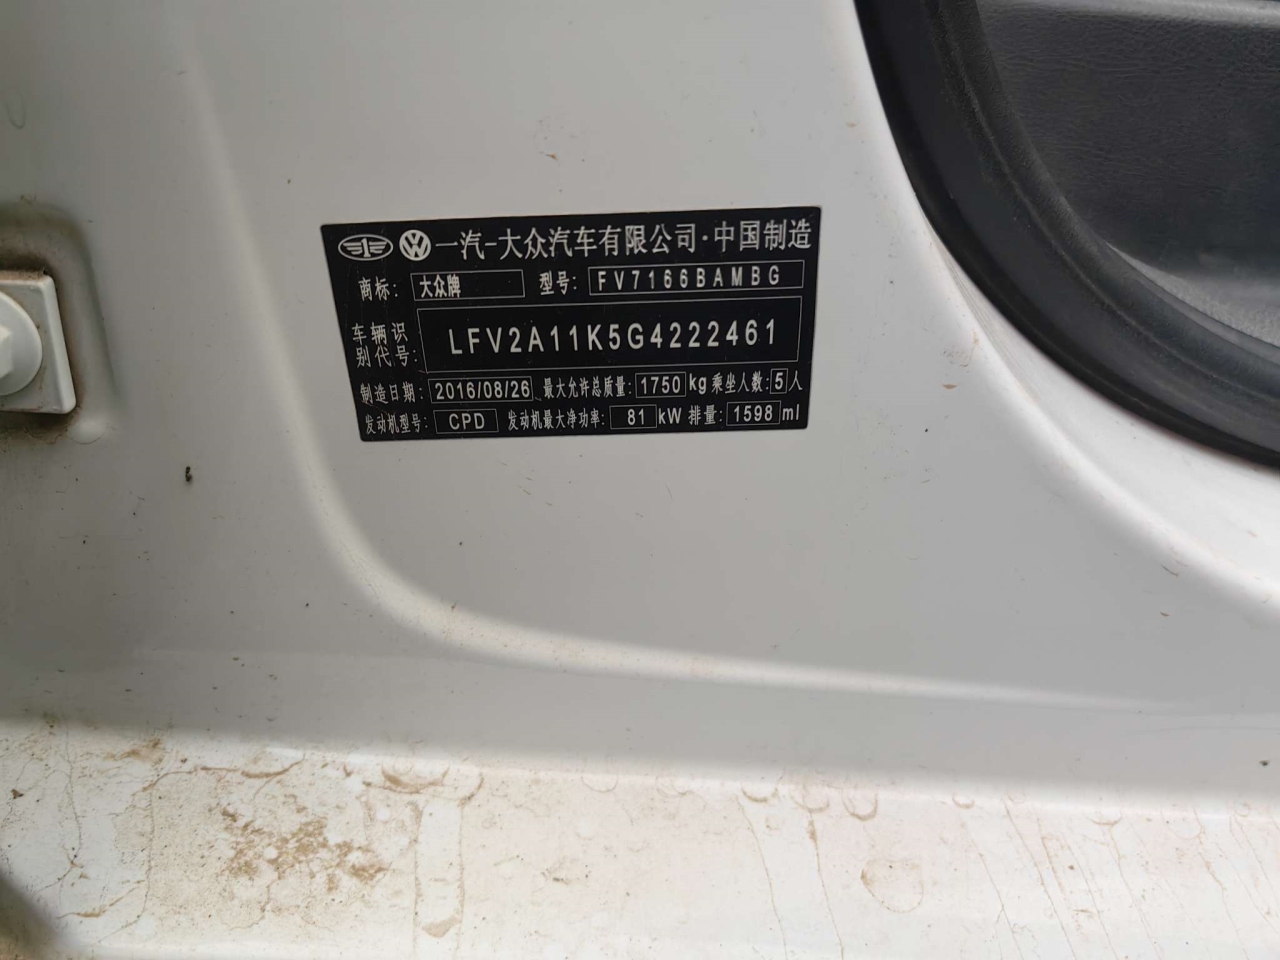 一汽-大众汽车有限公司·中国制造
商标: 大众牌 型号: FV7166BAMBG
车辆识别代号: LFV2A11K5G4222461
制造日期: 2016/08/26 最大允许总质量: 1750 kg 乘坐人数: 5 人
发动机型号: CPD 发动机最大净功率: 81 kW 排量: 1598 ml